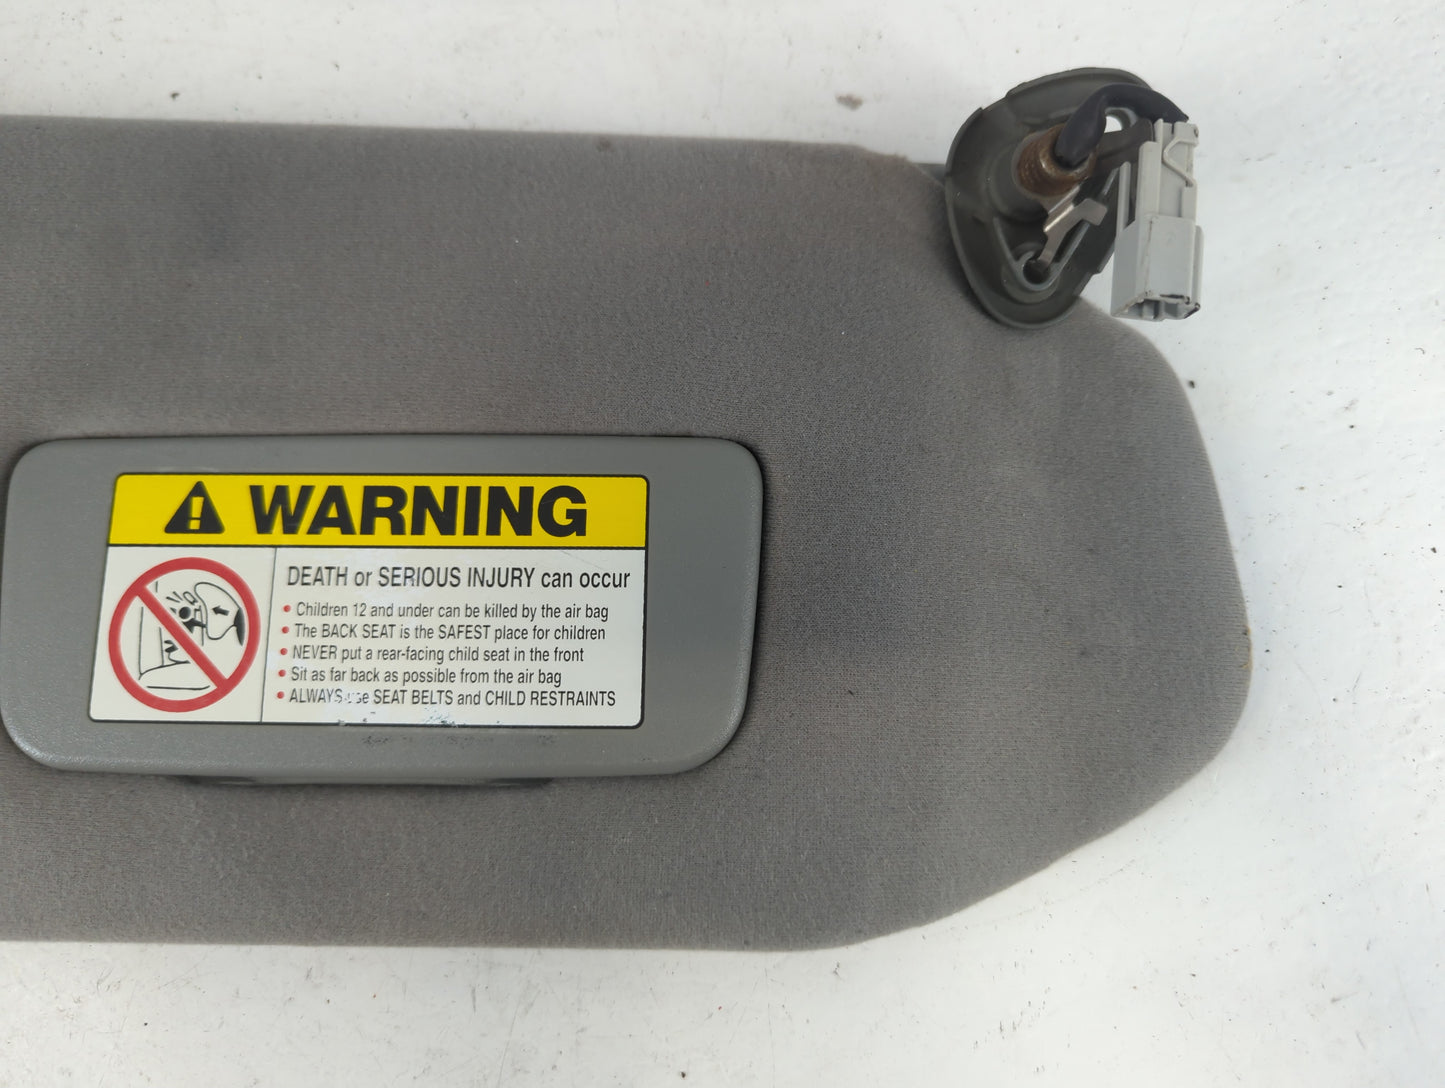 WARNING
DEATH or SERIOUS INJURY can occur
• Children 12 and under can be killed by the air bag
• The BACK SEAT is the SAFEST place for children
• NEVER put a rear-facing child seat in the front
• Sit as far back as possible from the air bag
• ALWAYS use SEAT BELTS and CHILD RESTRAINTS